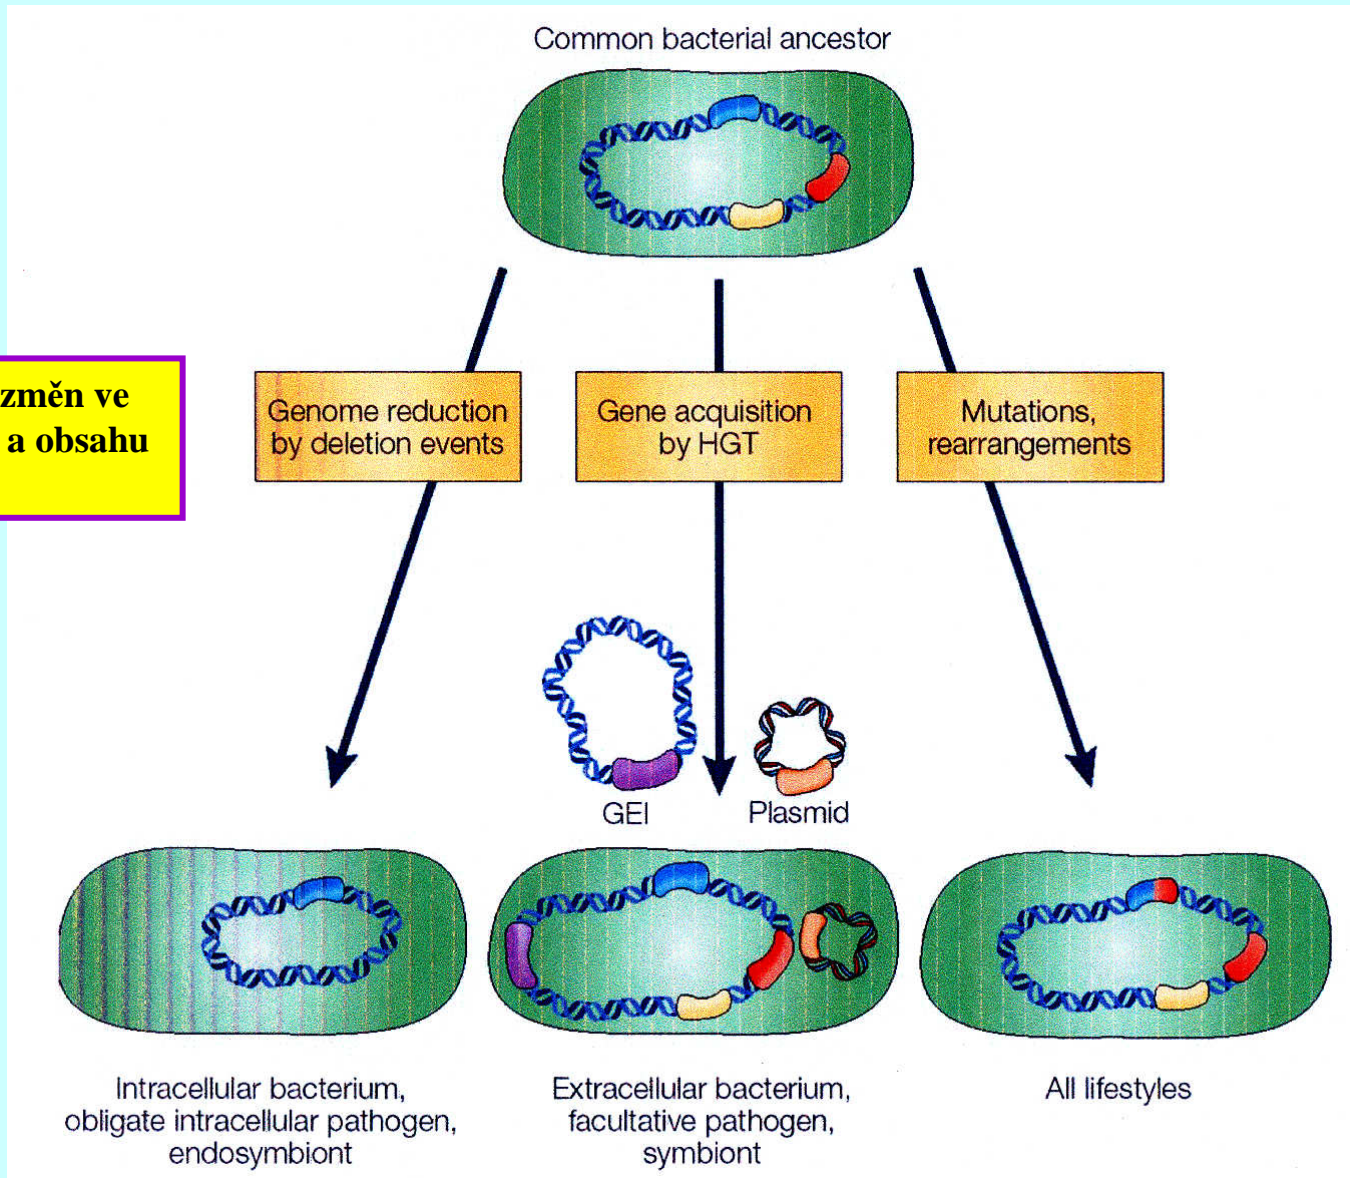 Common bacterial ancestor
změn ve
a obsahu
Genome reduction
by deletion events
Gene acquisition
by HGT
Mutations,
rearrangements
GEI
Plasmid
Intracellular bacterium,
obligate intracellular pathogen,
endosymbiont
Extracellular bacterium,
facultative pathogen,
symbiont
All lifestyles